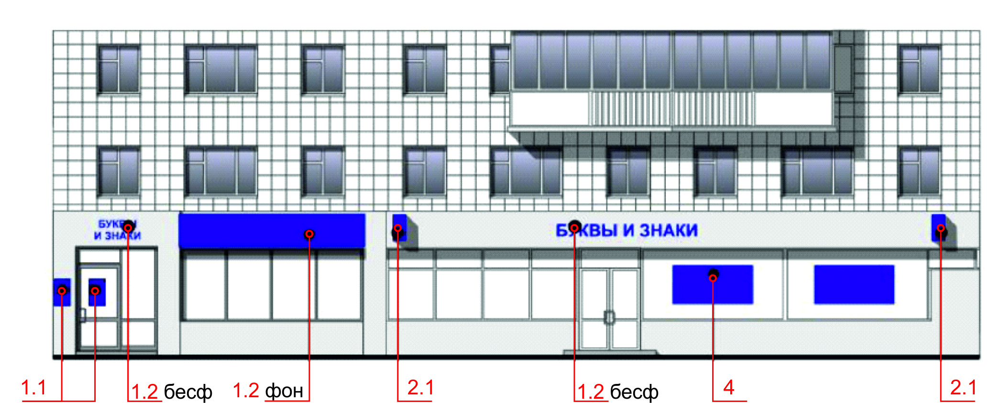 БУКВЫ
И ЗНАКИ
БУКВЫ И ЗНАКИ
1.1
1.2 бесф
1.2 фон
2.1
1.2 бесф
4
2.1